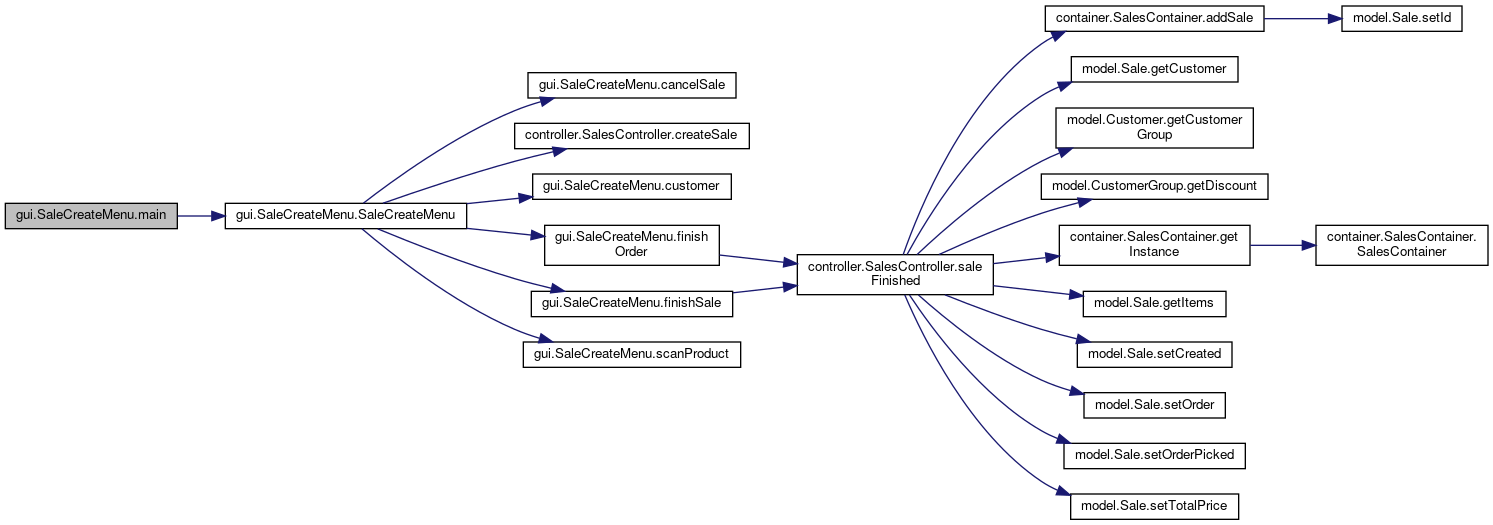 gui.SaleCreateMenu.main
gui.SaleCreateMenu.SaleCreateMenu
gui.SaleCreateMenu.cancelSale
controller.SalesController.createSale
gui.SaleCreateMenu.customer
gui.SaleCreateMenu.finish
Order
gui.SaleCreateMenu.finishSale
gui.SaleCreateMenu.scanProduct
controller.SalesController.sale
Finished
container.SalesContainer.addSale
model.Sale.getCustomer
model.Customer.getCustomer
Group
model.CustomerGroup.getDiscount
container.SalesContainer.get
Instance
model.Sale.getItems
model.Sale.setCreated
model.Sale.setOrder
model.Sale.setOrderPicked
model.Sale.setTotalPrice
model.Sale.setId
container.SalesContainer.
SalesContainer